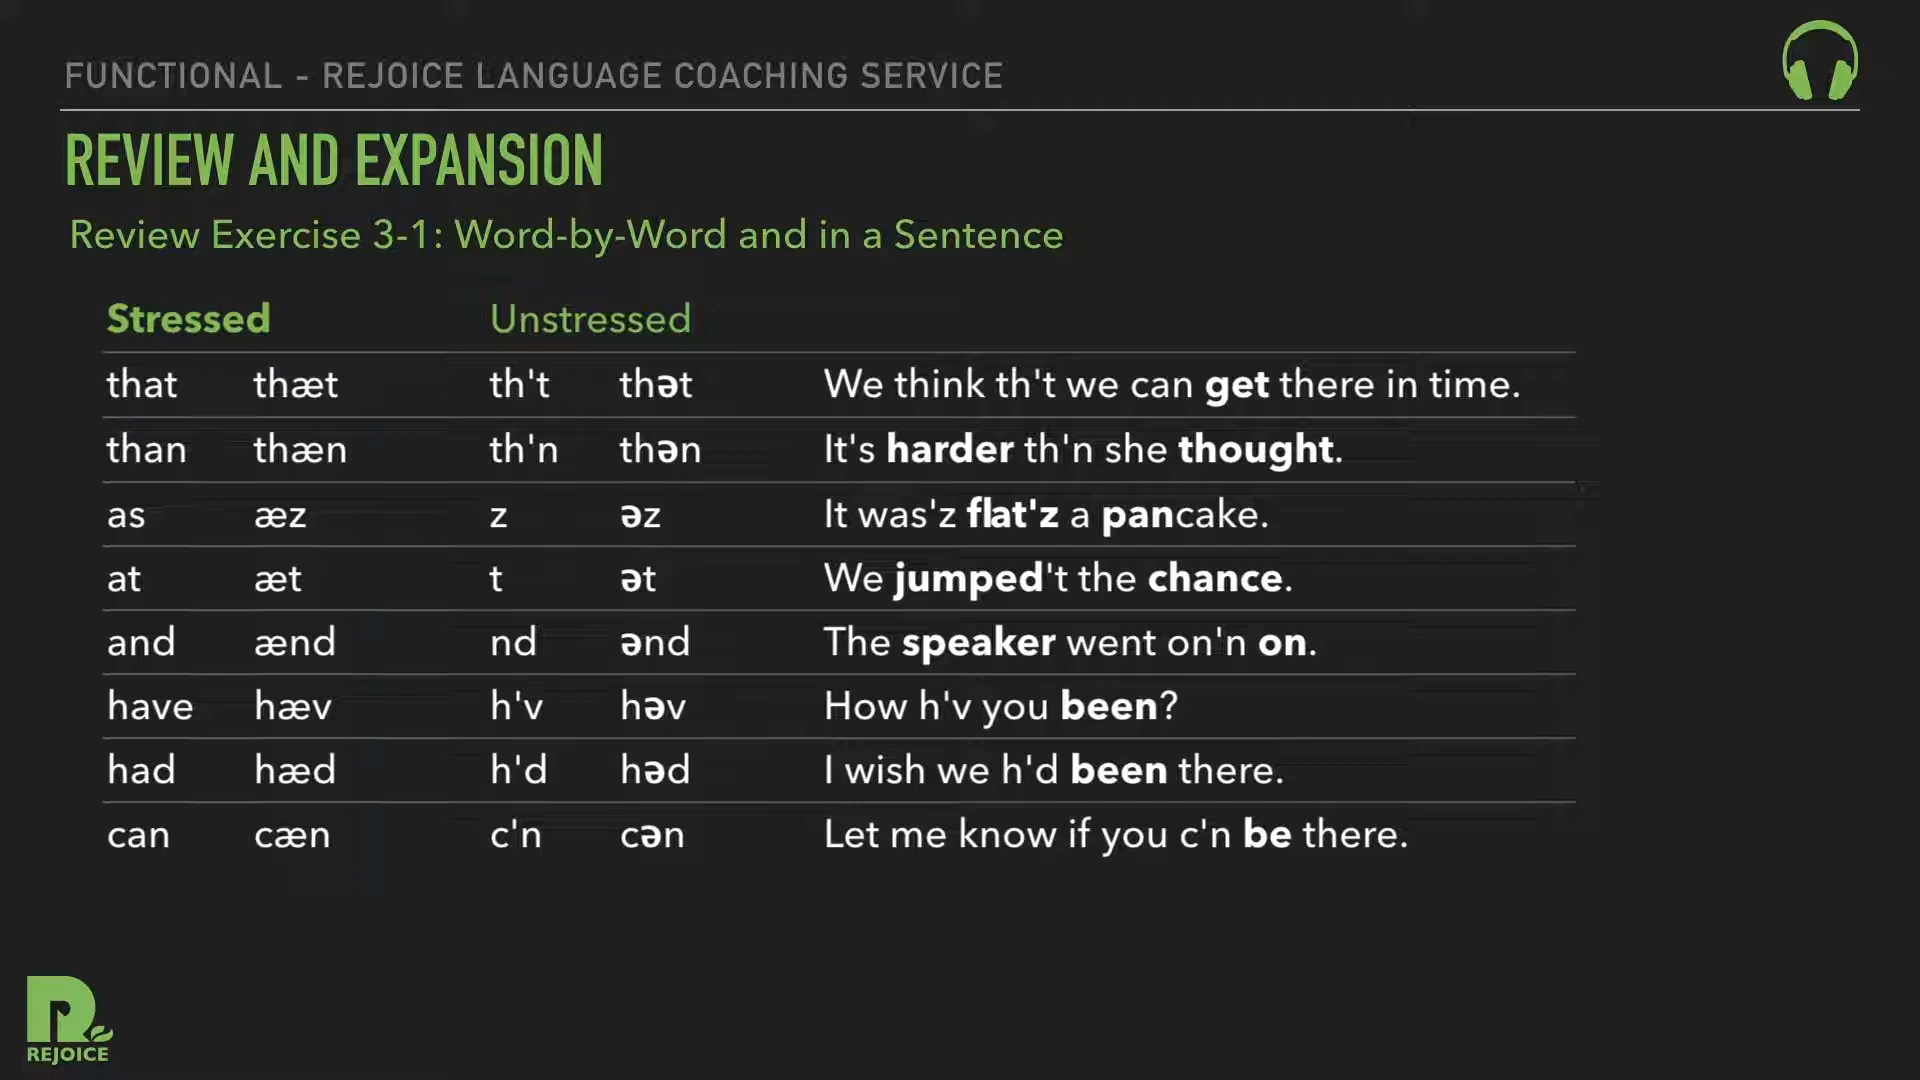 FUNCTIONAL - REJOICE LANGUAGE COACHING SERVICE
REVIEW AND EXPANSION
Review Exercise 3-1: Word-by-Word and in a Sentence
Stressed Unstressed
that thæt th't thət We think th't we can get there in time.
than thæn th'n thən It's harder th'n she thought.
as æz z əz It was'z flat'z a pancake.
at æt t ət We jumped't the chance.
and ænd nd ənd The speaker went on'n on.
have hæv h'v həv How h'v you been?
had hæd h'd həd I wish we h'd been there.
can cæn c'n cən Let me know if you c'n be there.
REJOICE